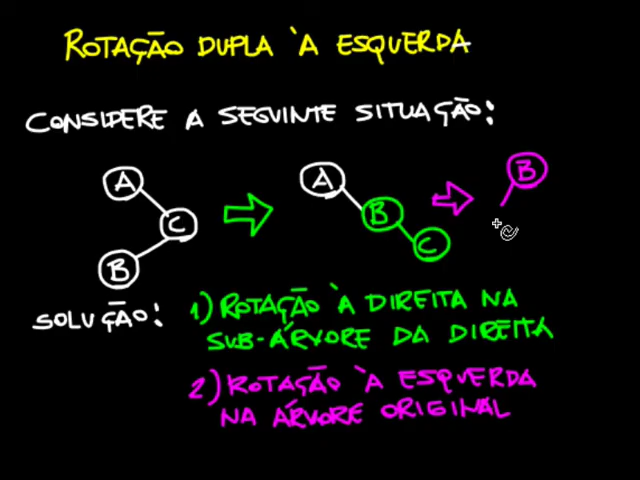 ROTAÇÃO DUPLA À ESQUERDA
CONSIDERE A SEGUINTE SITUAÇÃO:
A
C
B
A
B
C
B
SOLUÇÃO:
1) ROTAÇÃO À DIREITA NA
SUB-ÁRVORE DA DIREITA
2) ROTAÇÃO À ESQUERDA
NA ÁRVORE ORIGINAL